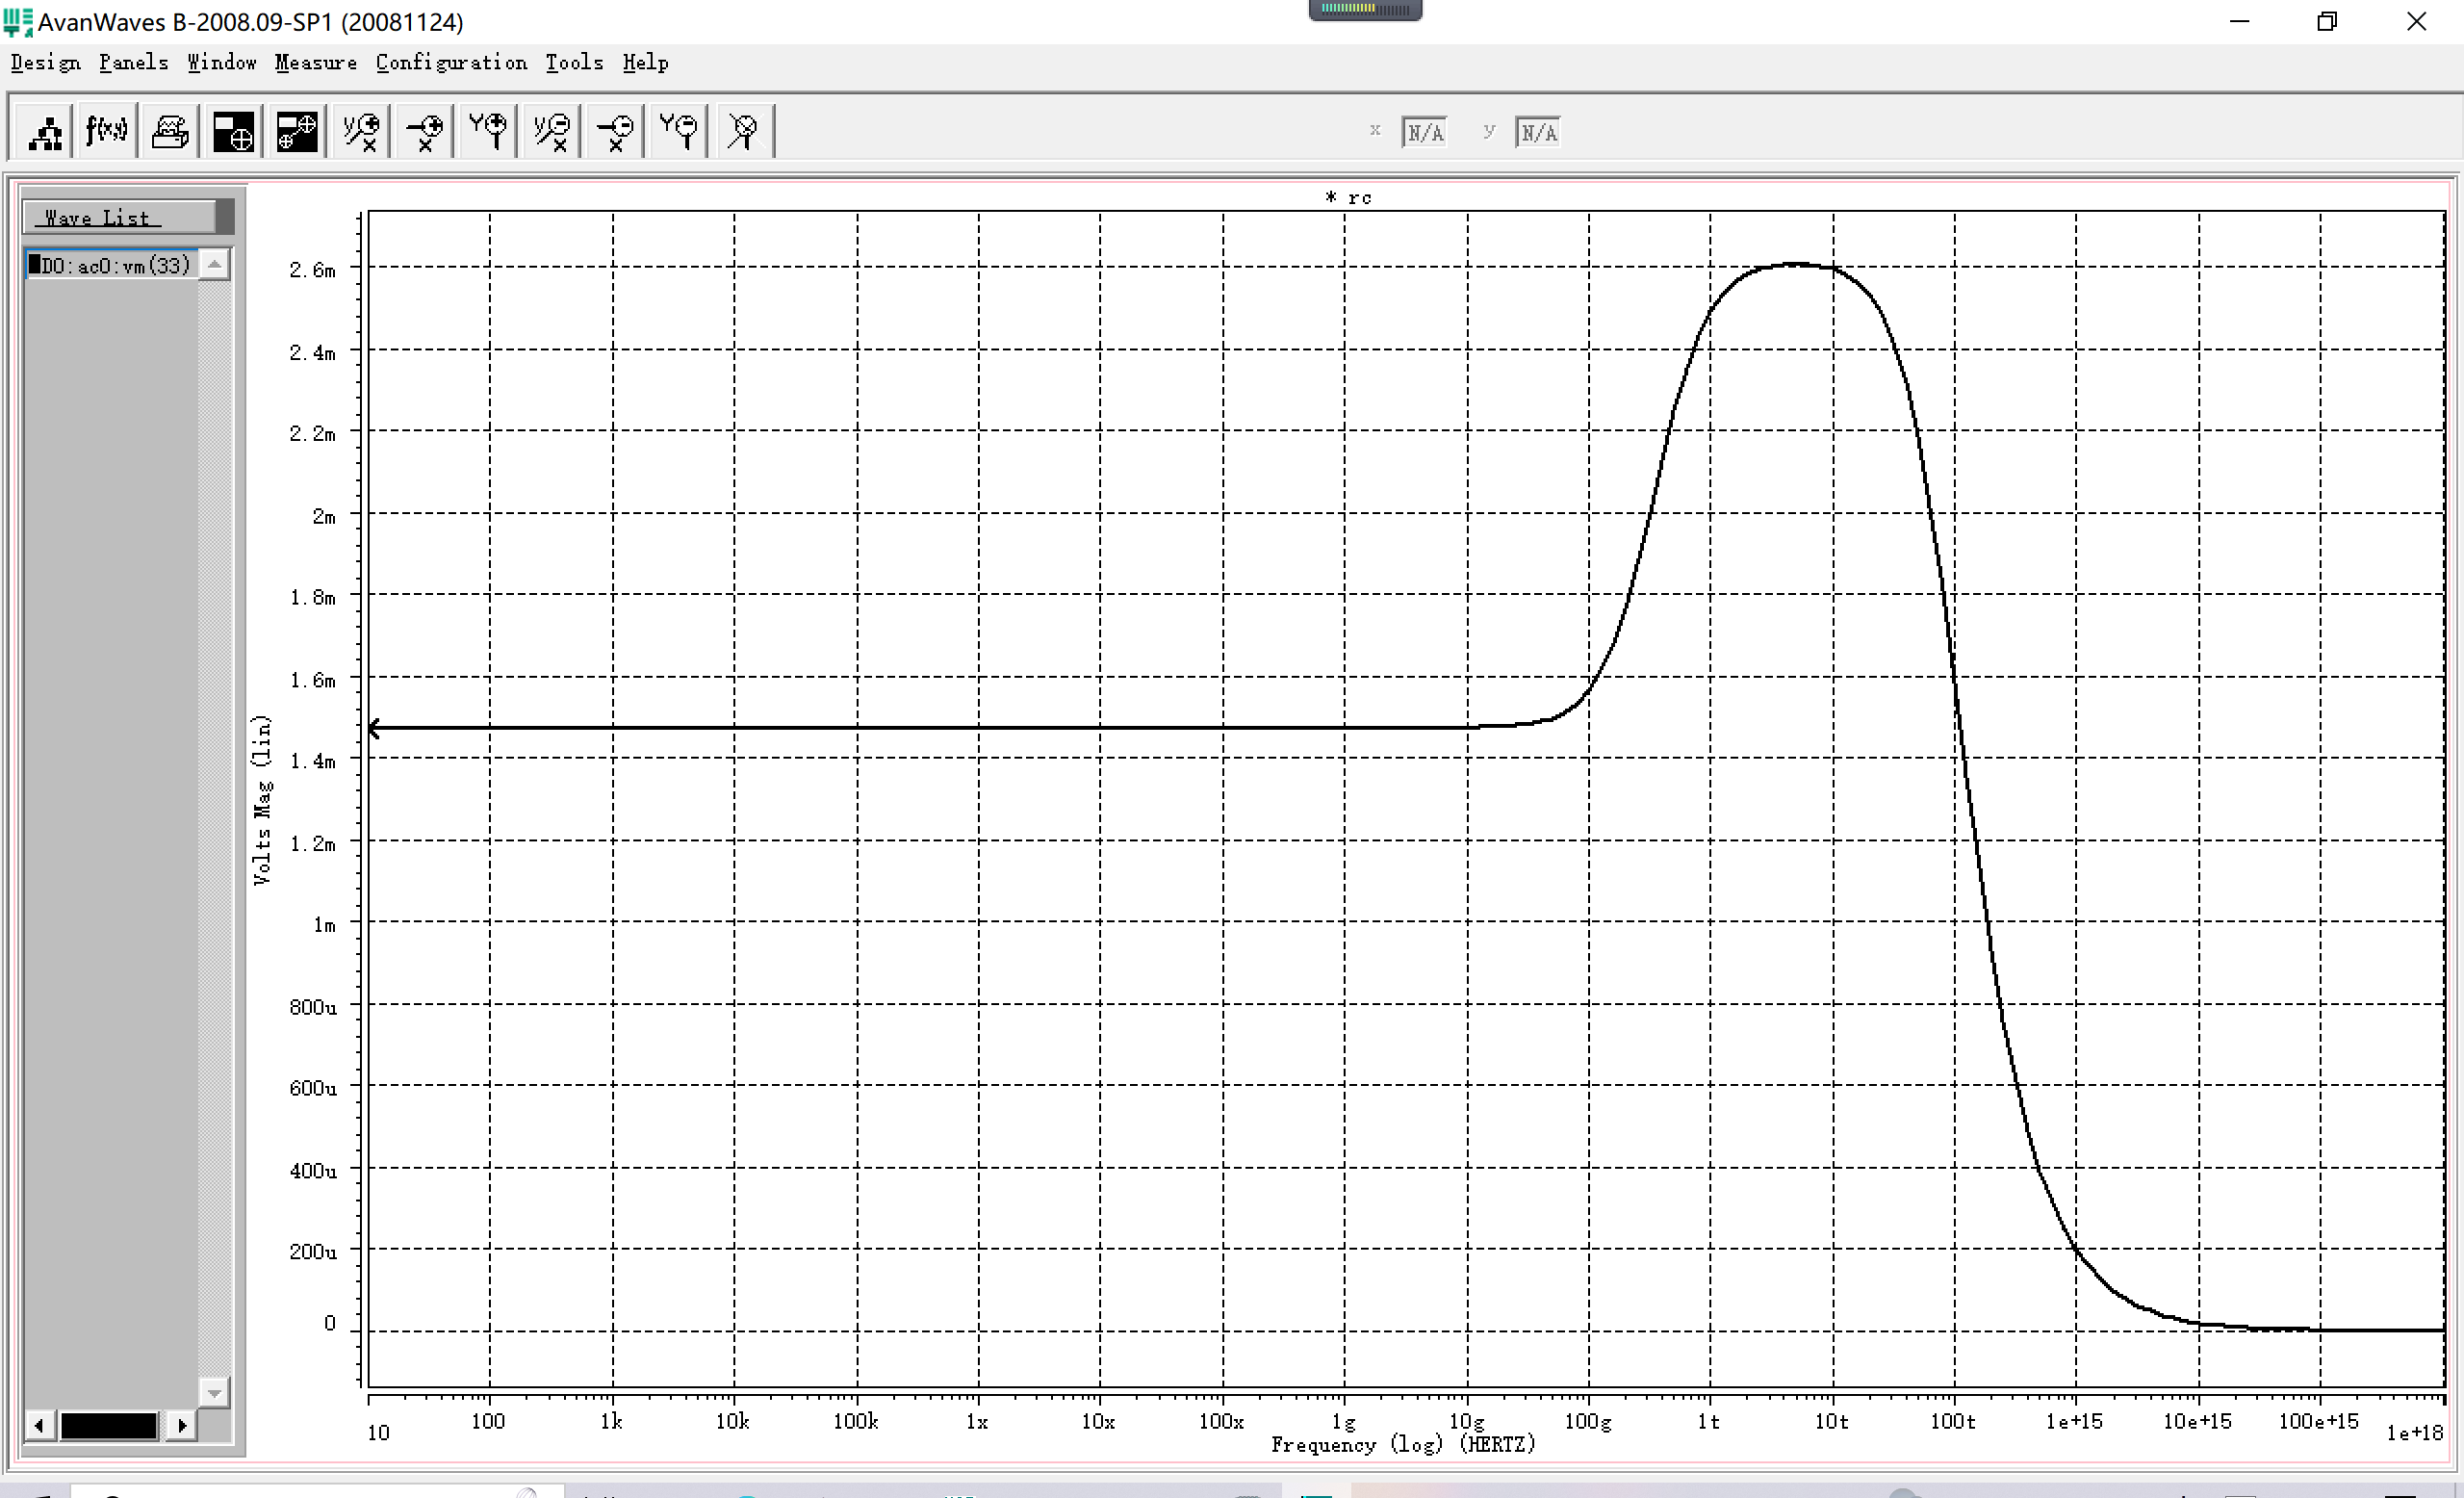 AvanWaves B-2008.09-SP1 (20081124)
Design Panels Window Measure Configuration Tools Help
f(x,y) x N/A y N/A
* rc
Wave List
D0:ac0:vm(33)
Volts Mag (lin)
2.6m
2.4m
2.2m
2m
1.8m
1.6m
1.4m
1.2m
1m
800u
600u
400u
200u
0
10 100 1k 10k 100k 1x 10x 100x 1g 10g 100g 1t 10t 100t 1e+15 10e+15 100e+15 1e+18
Frequency (log) (HERTZ)